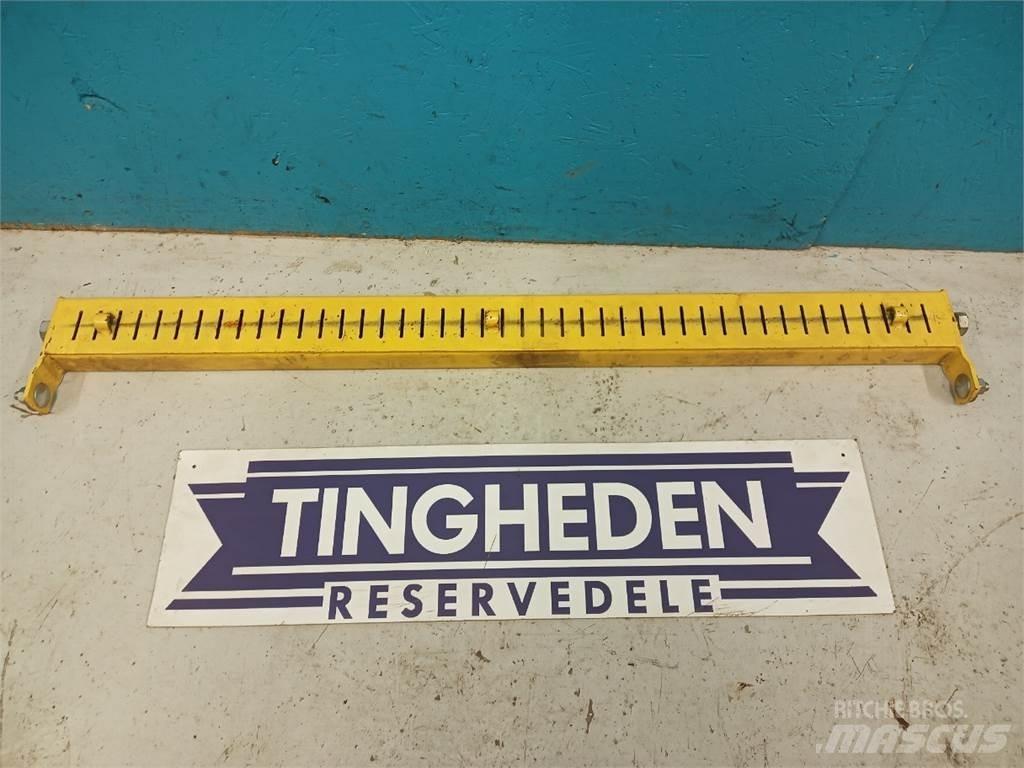 TINGHEDEN
RESERVEDELE
RITCHIE BROS.
MASCUS